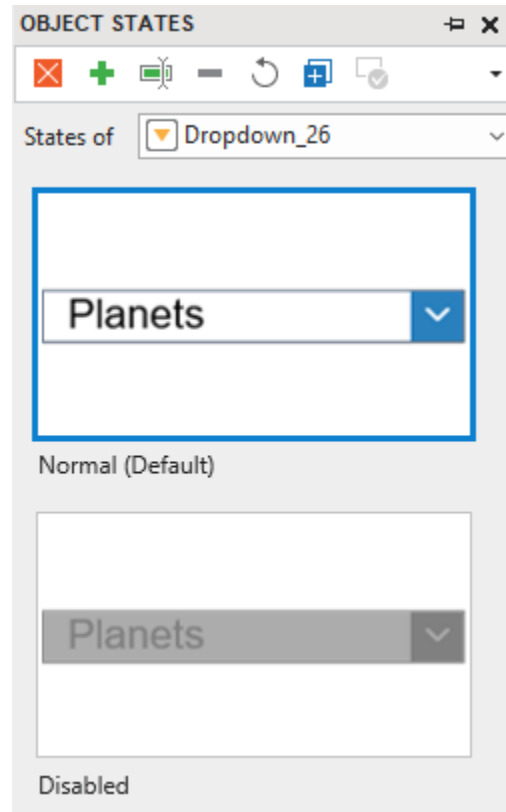 OBJECT STATES
States of Dropdown_26
Planets
Normal (Default)
Planets
Disabled